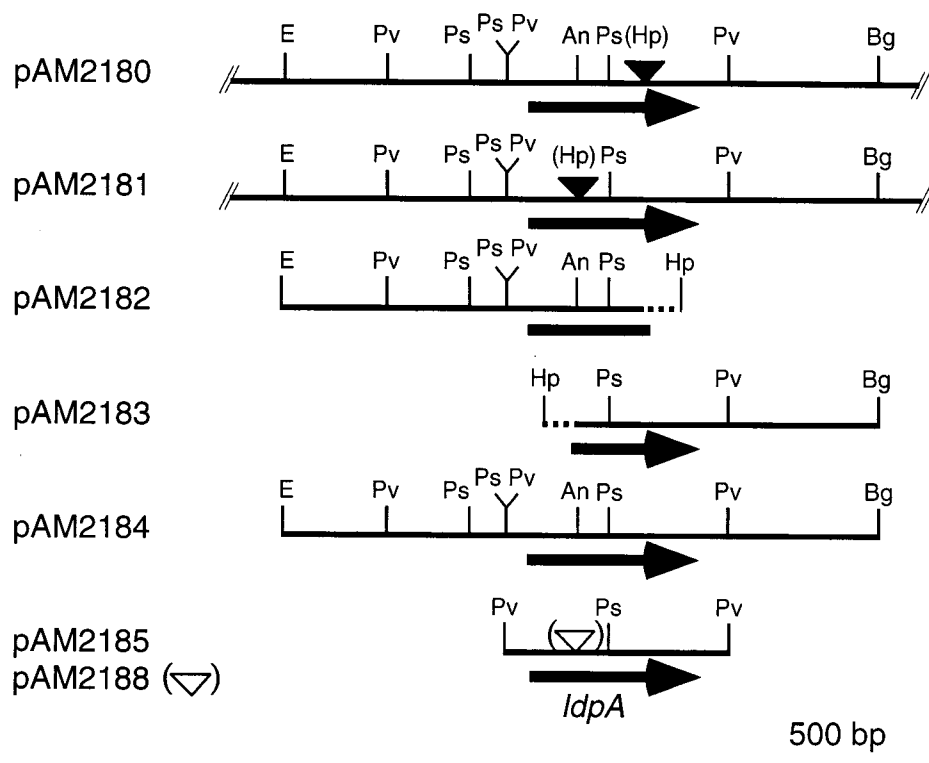 E Pv Ps Ps Pv An Ps (Hp) Pv Bg
pAM2180
E Pv Ps Ps Pv (Hp) Ps Pv Bg
pAM2181
E Pv Ps Ps Pv An Ps Hp
pAM2182
Hp Ps Pv Bg
pAM2183
E Pv Ps Ps Pv An Ps Pv Bg
pAM2184
Pv Ps Pv
pAM2185
pAM2188 ( )
ldpA
500 bp